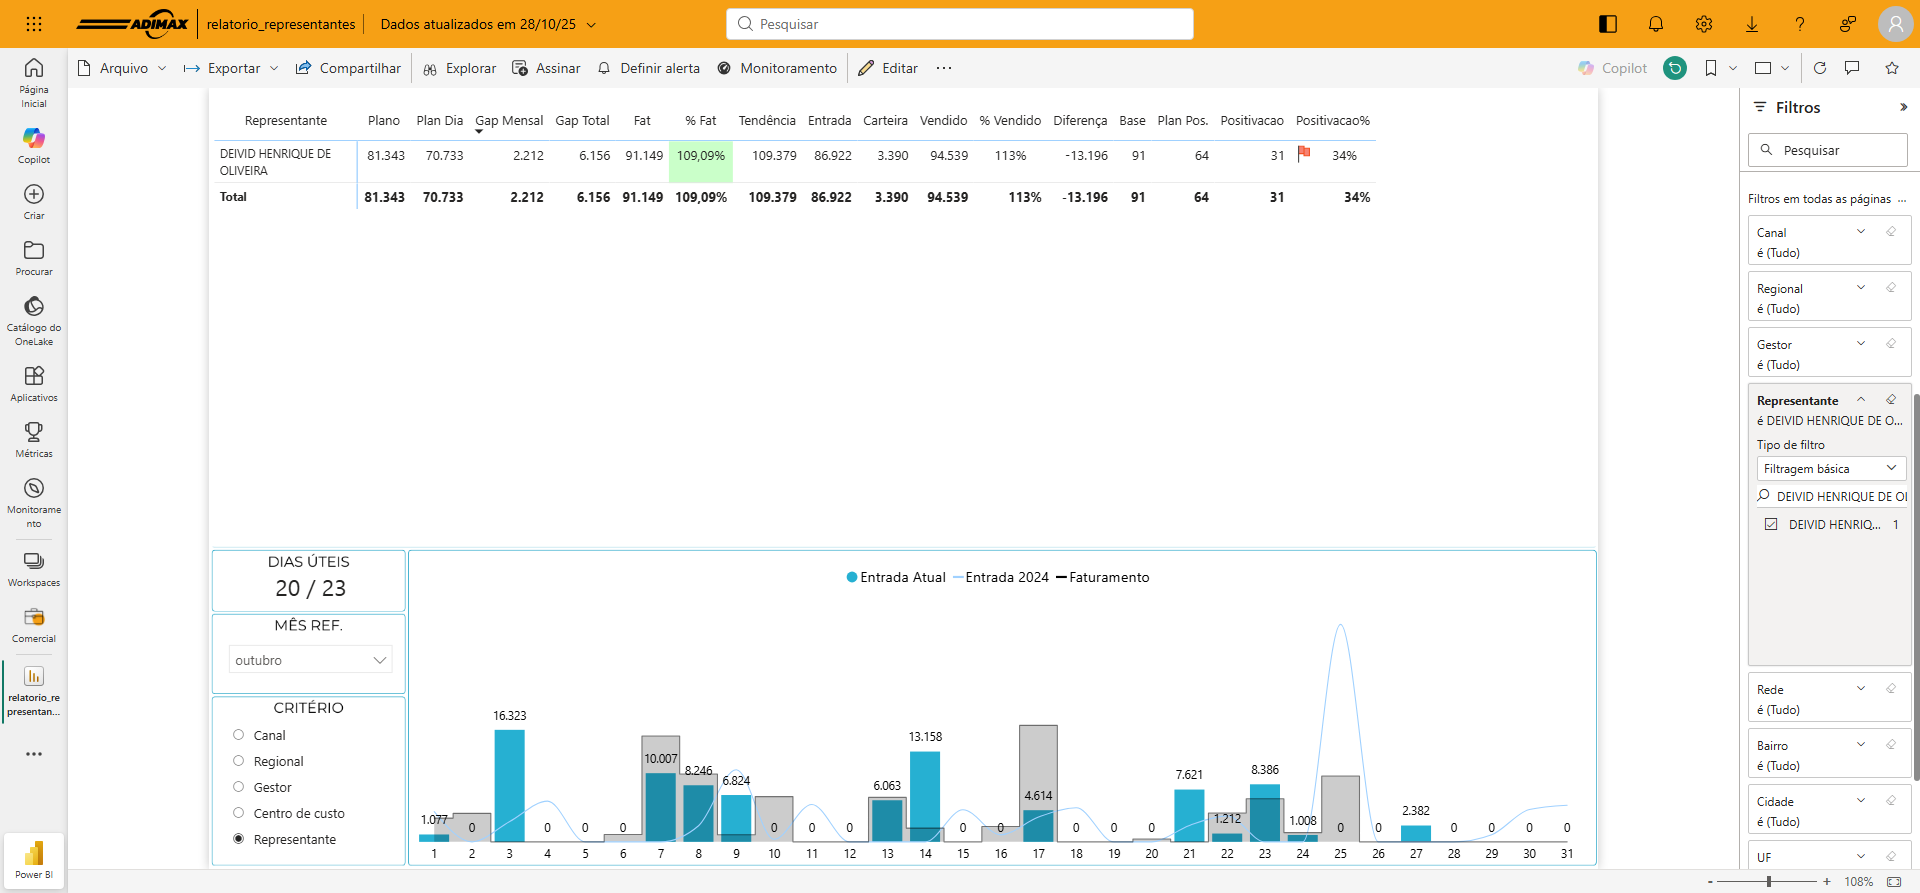 ADIMAX relatorio_representantes Dados atualizados em 28/10/25 Pesquisar
Arquivo Exportar Compartilhar Explorar Assinar Definir alerta Monitoramento Editar ··· Copilot
Página
Inicial
Copilot
Criar
Procurar
Catálogo do
OneLake
Aplicativos
Métricas
Monitorame
nto
Workspaces
Comercial
relatorio_re
presentan...
Power BI
Representante Plano Plan Dia Gap Mensal Gap Total Fat % Fat Tendência Entrada Carteira Vendido % Vendido Diferença Base Plan Pos. Positivacao Positivacao%
DEIVID HENRIQUE DE
OLIVEIRA
81.343 70.733 2.212 6.156 91.149 109,09% 109.379 86.922 3.390 94.539 113% -13.196 91 64 31 34%
Total 81.343 70.733 2.212 6.156 91.149 109,09% 109.379 86.922 3.390 94.539 113% -13.196 91 64 31 34%
DIAS ÚTEIS
20 / 23
MÊS REF.
outubro
CRITÉRIO
Canal
Regional
Gestor
Centro de custo
Representante
Entrada Atual Entrada 2024 Faturamento
1.077 0 16.323 0 0 0 10.007 8.246 6.824 0 0 0 6.063 13.158 0 0 4.614 0 0 0 7.621 1.212 8.386 1.008 0 0 2.382 0 0 0 0
1 2 3 4 5 6 7 8 9 10 11 12 13 14 15 16 17 18 19 20 21 22 23 24 25 26 27 28 29 30 31
Filtros
Pesquisar
Filtros em todas as páginas ...
Canal
é (Tudo)
Regional
é (Tudo)
Gestor
é (Tudo)
Representante
é DEIVID HENRIQUE DE O...
Tipo de filtro
Filtragem básica
DEIVID HENRIQUE DE OI
DEIVID HENRIQ... 1
Rede
é (Tudo)
Bairro
é (Tudo)
Cidade
é (Tudo)
UF
- + 108%